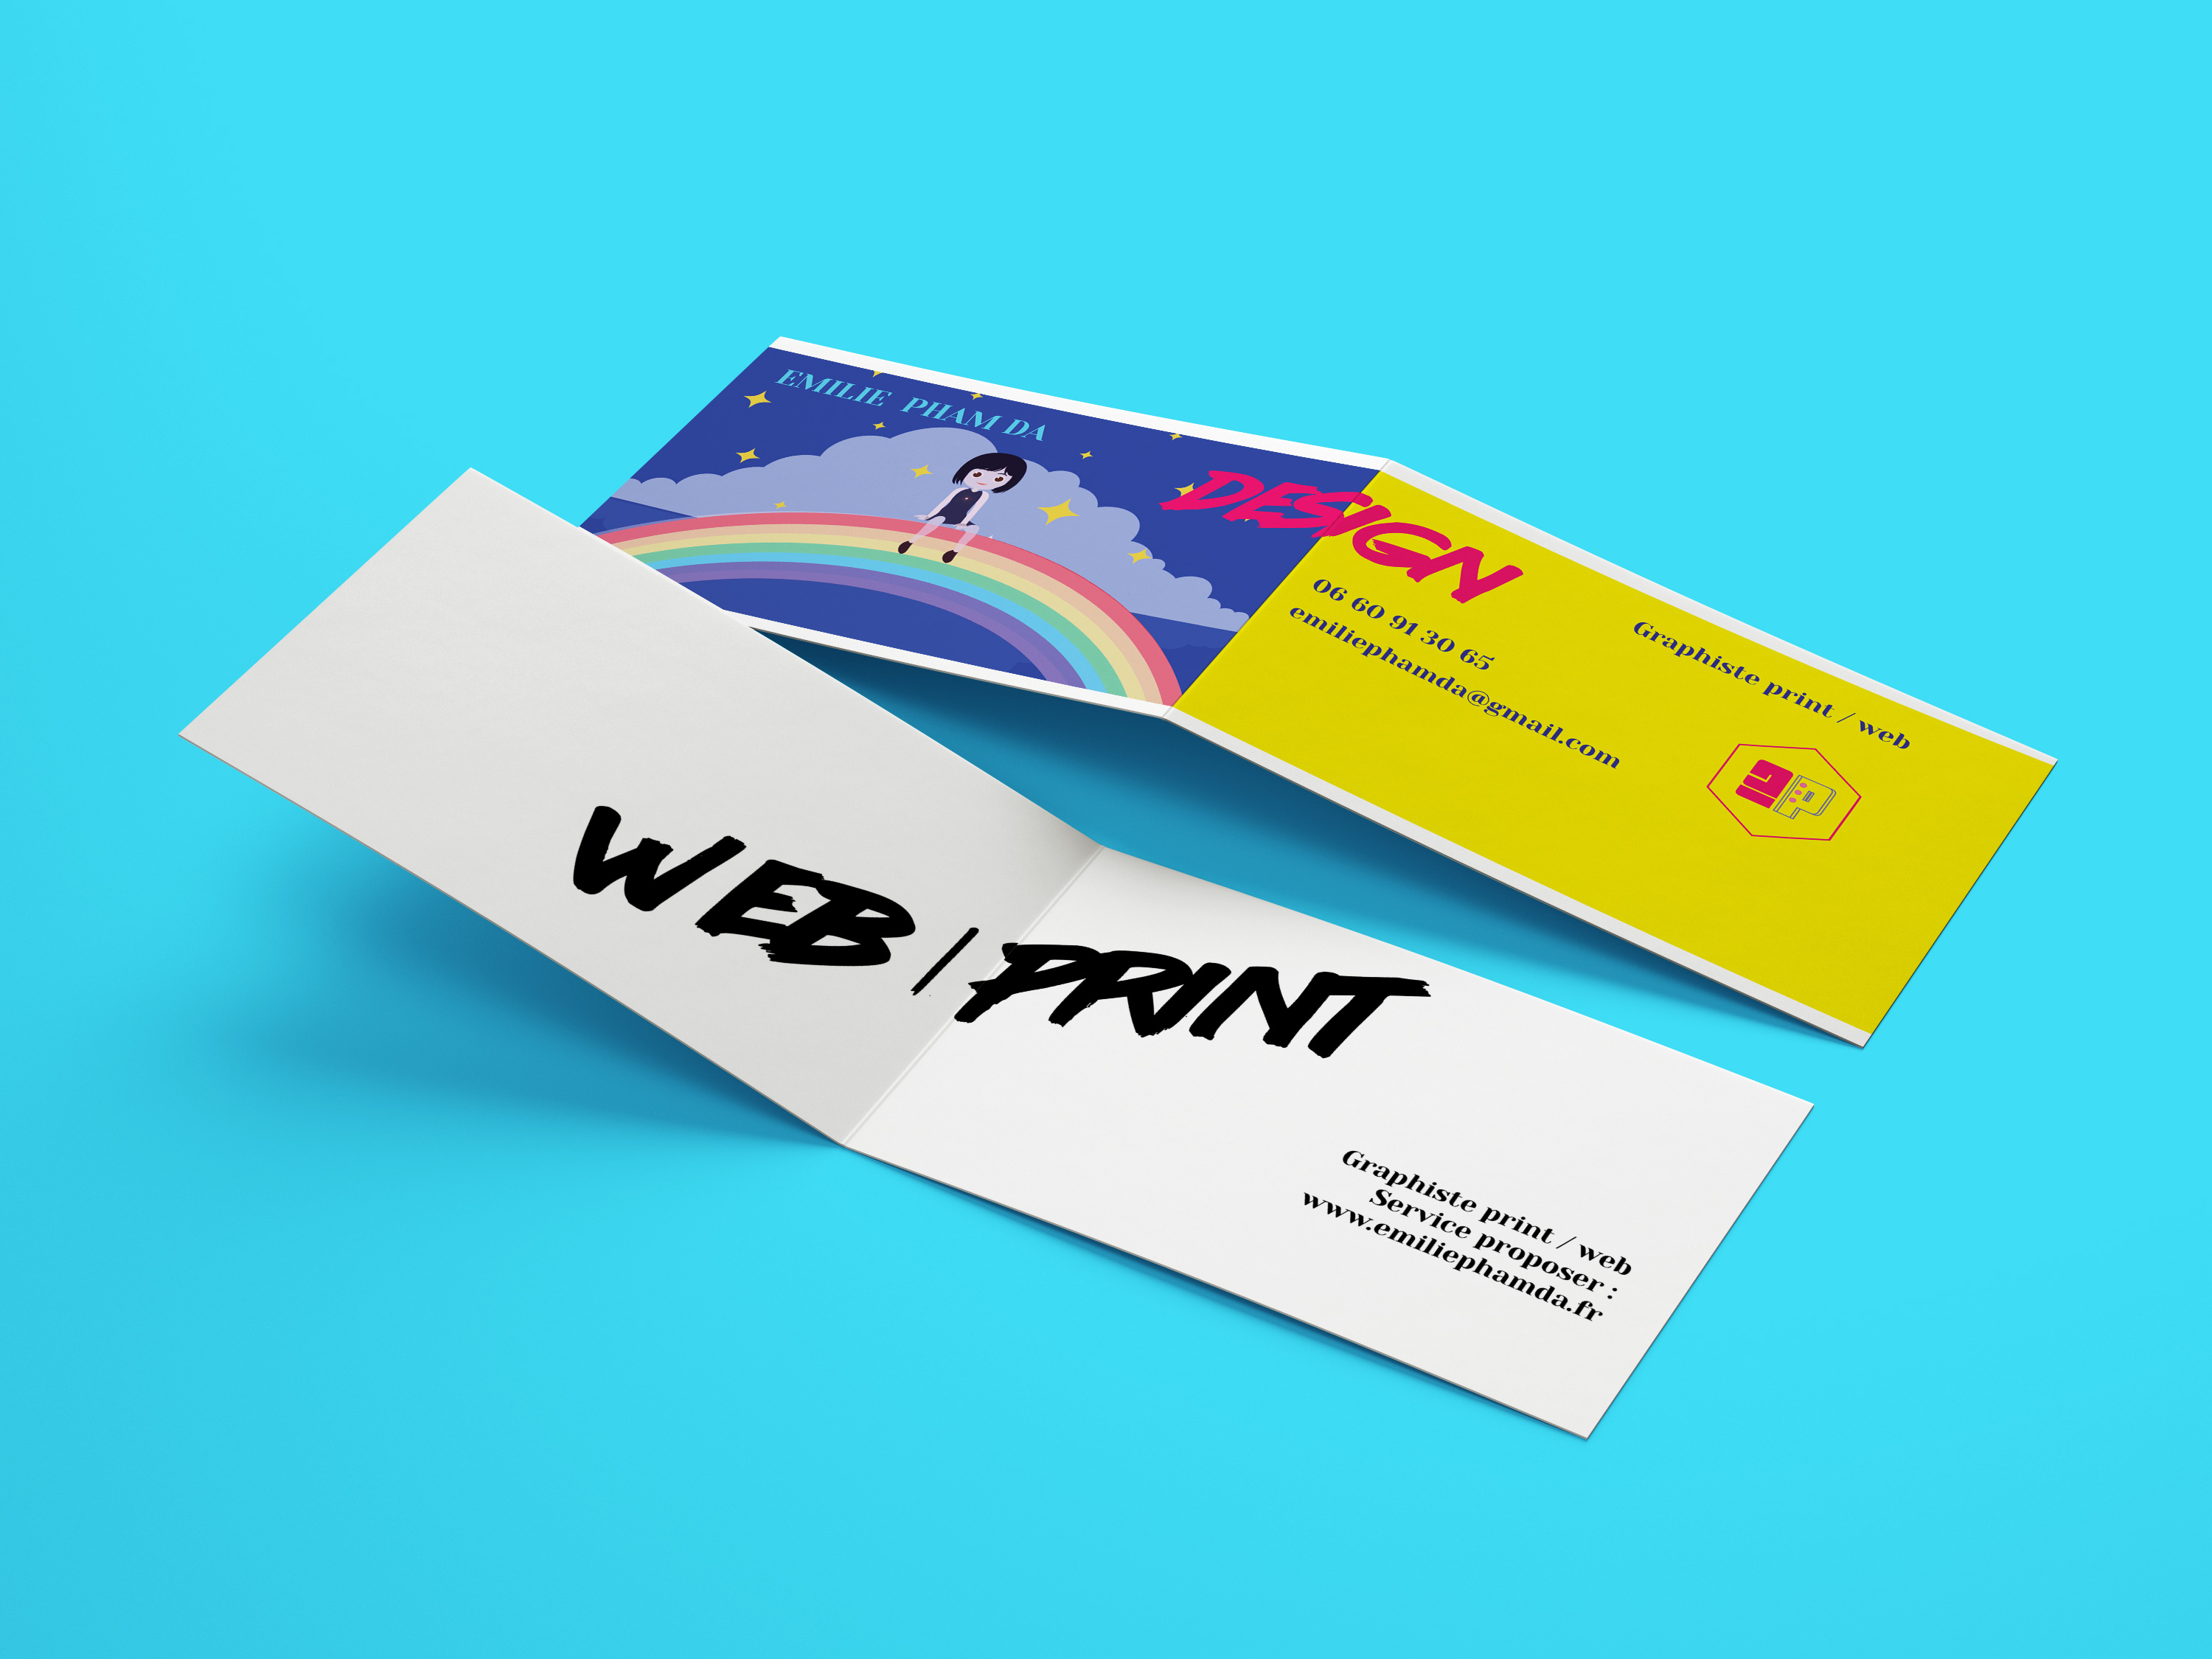 EMILIE PHAM DA
DESIGN
06 60 91 30 65
emiliephamda@gmail.com
Graphiste print / web
WEB | PRINT
Graphiste print / web
Service proposer :
www.emiliephamda.fr